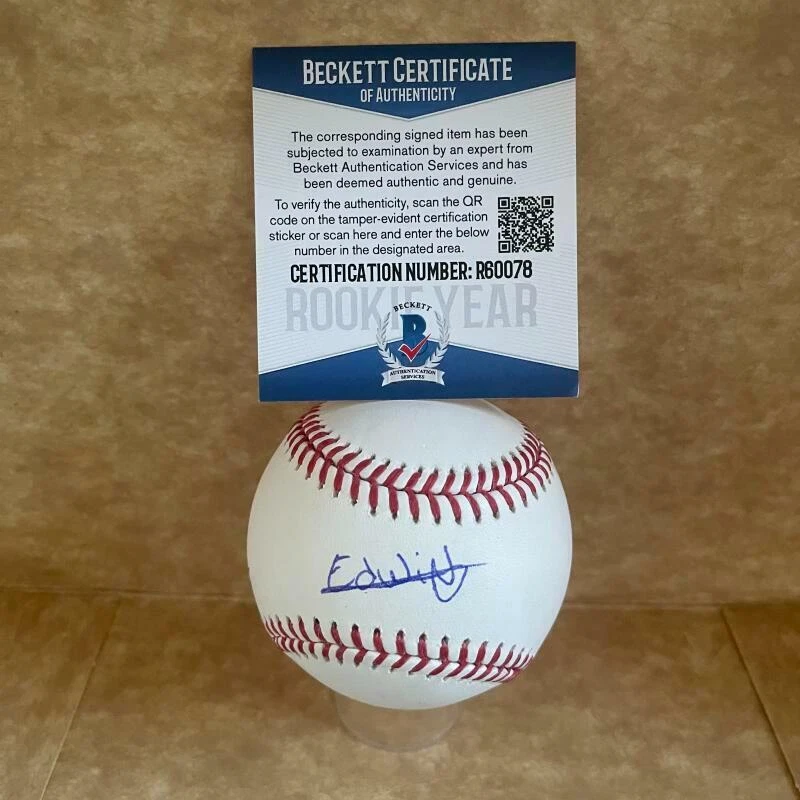 BECKETT CERTIFICATE
OF AUTHENTICITY
The corresponding signed item has been
subjected to examination by an expert from
Beckett Authentication Services and has
been deemed authentic and genuine.
To verify the authenticity, scan the QR
code on the tamper-evident certification
sticker or scan here and enter the below
number in the designated area.
CERTIFICATION NUMBER: R60078
ROOKIE YEAR
BECKETT
B
AUTHENTICATION
SERVICES
Edwin